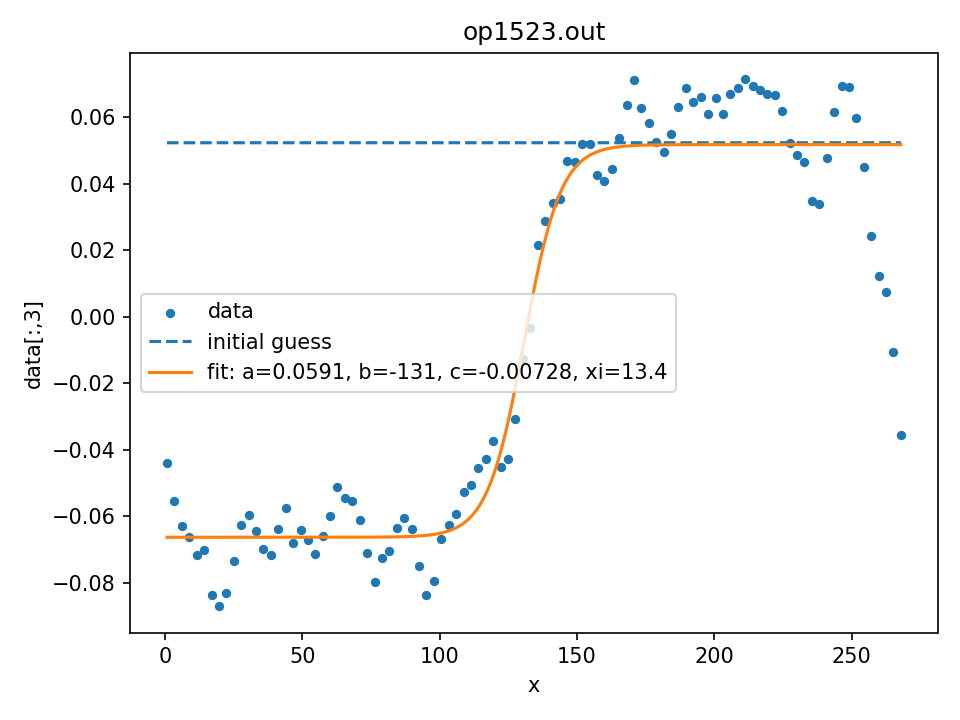 op1523.out
0.06
0.04
0.02
0.00
−0.02
−0.04
−0.06
−0.08
data[:,3]
data
initial guess
fit: a=0.0591, b=-131, c=-0.00728, xi=13.4
0 50 100 150 200 250
x